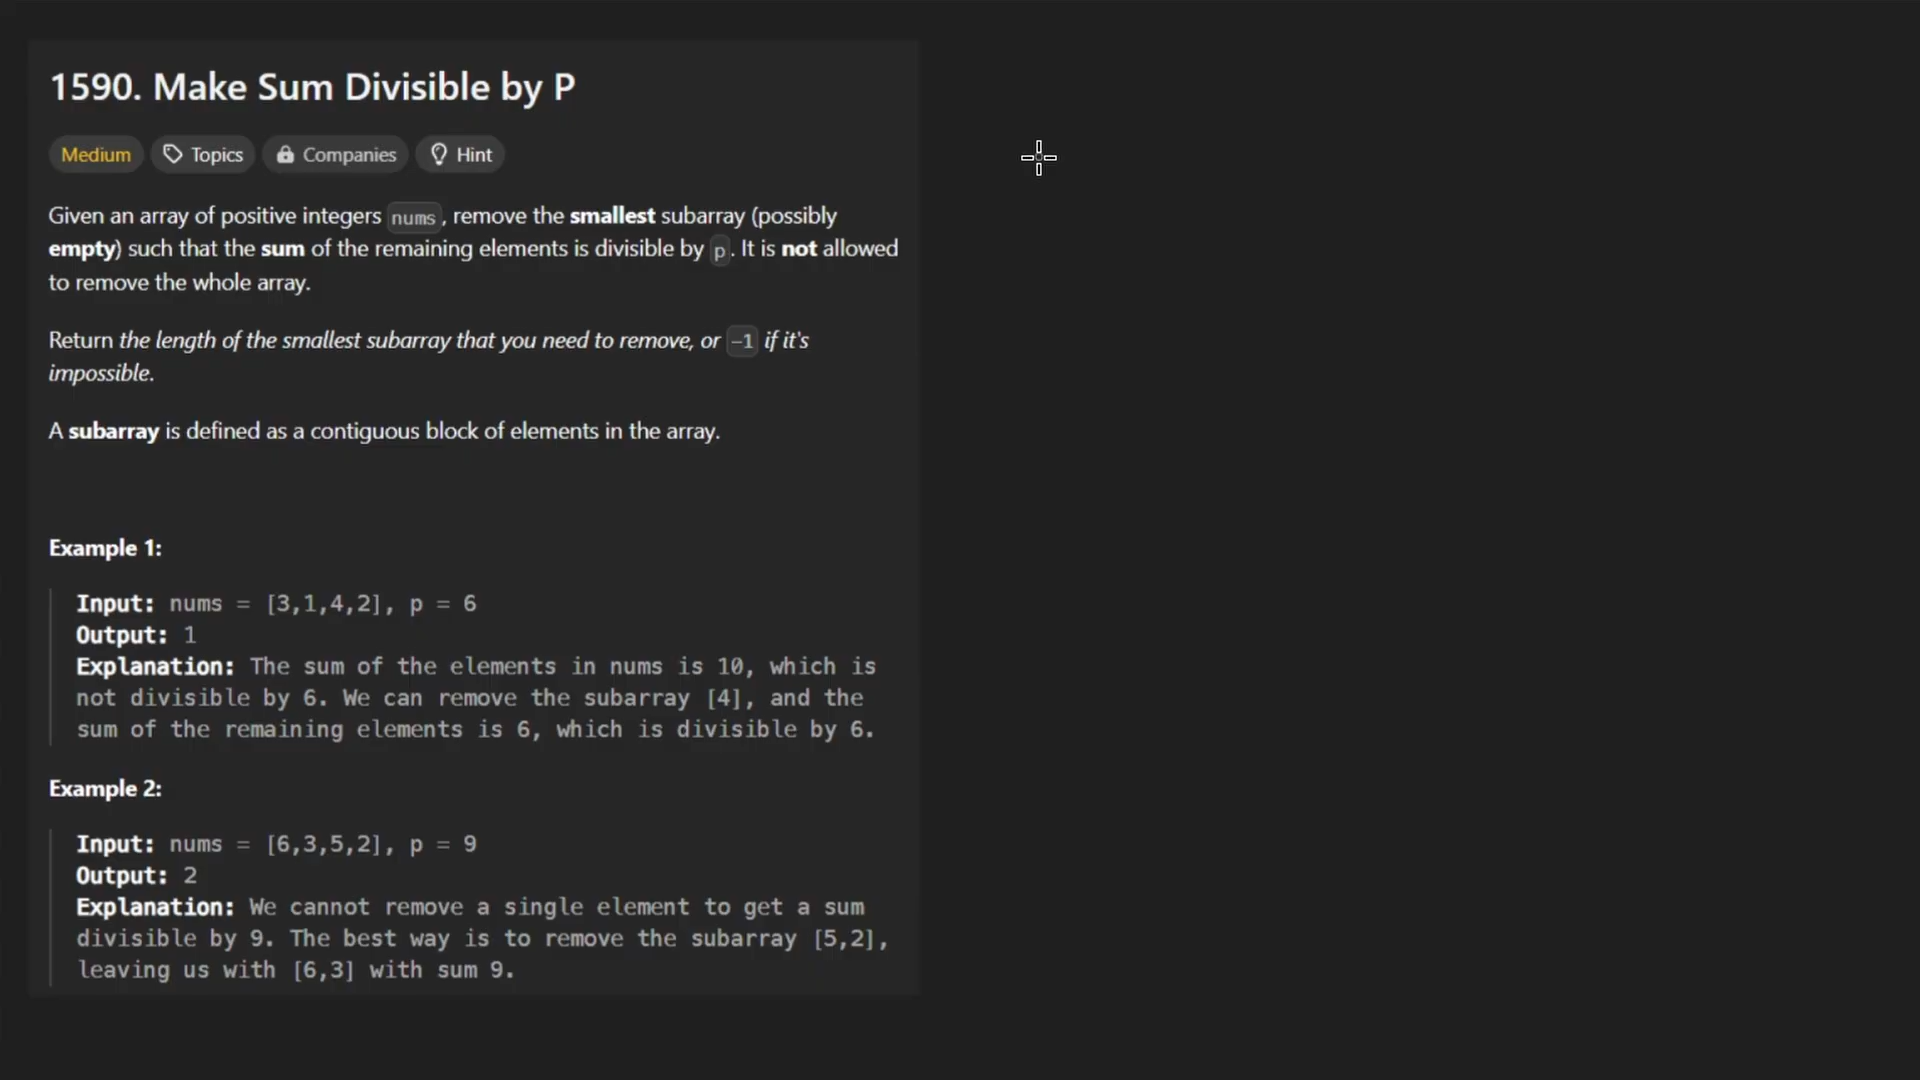 1590. Make Sum Divisible by P
Medium Topics Companies Hint
Given an array of positive integers nums, remove the smallest subarray (possibly
empty) such that the sum of the remaining elements is divisible by p. It is not allowed
to remove the whole array.
Return the length of the smallest subarray that you need to remove, or -1 if it's
impossible.
A subarray is defined as a contiguous block of elements in the array.
Example 1:
Input: nums = [3,1,4,2], p = 6
Output: 1
Explanation: The sum of the elements in nums is 10, which is
not divisible by 6. We can remove the subarray [4], and the
sum of the remaining elements is 6, which is divisible by 6.
Example 2:
Input: nums = [6,3,5,2], p = 9
Output: 2
Explanation: We cannot remove a single element to get a sum
divisible by 9. The best way is to remove the subarray [5,2],
leaving us with [6,3] with sum 9.